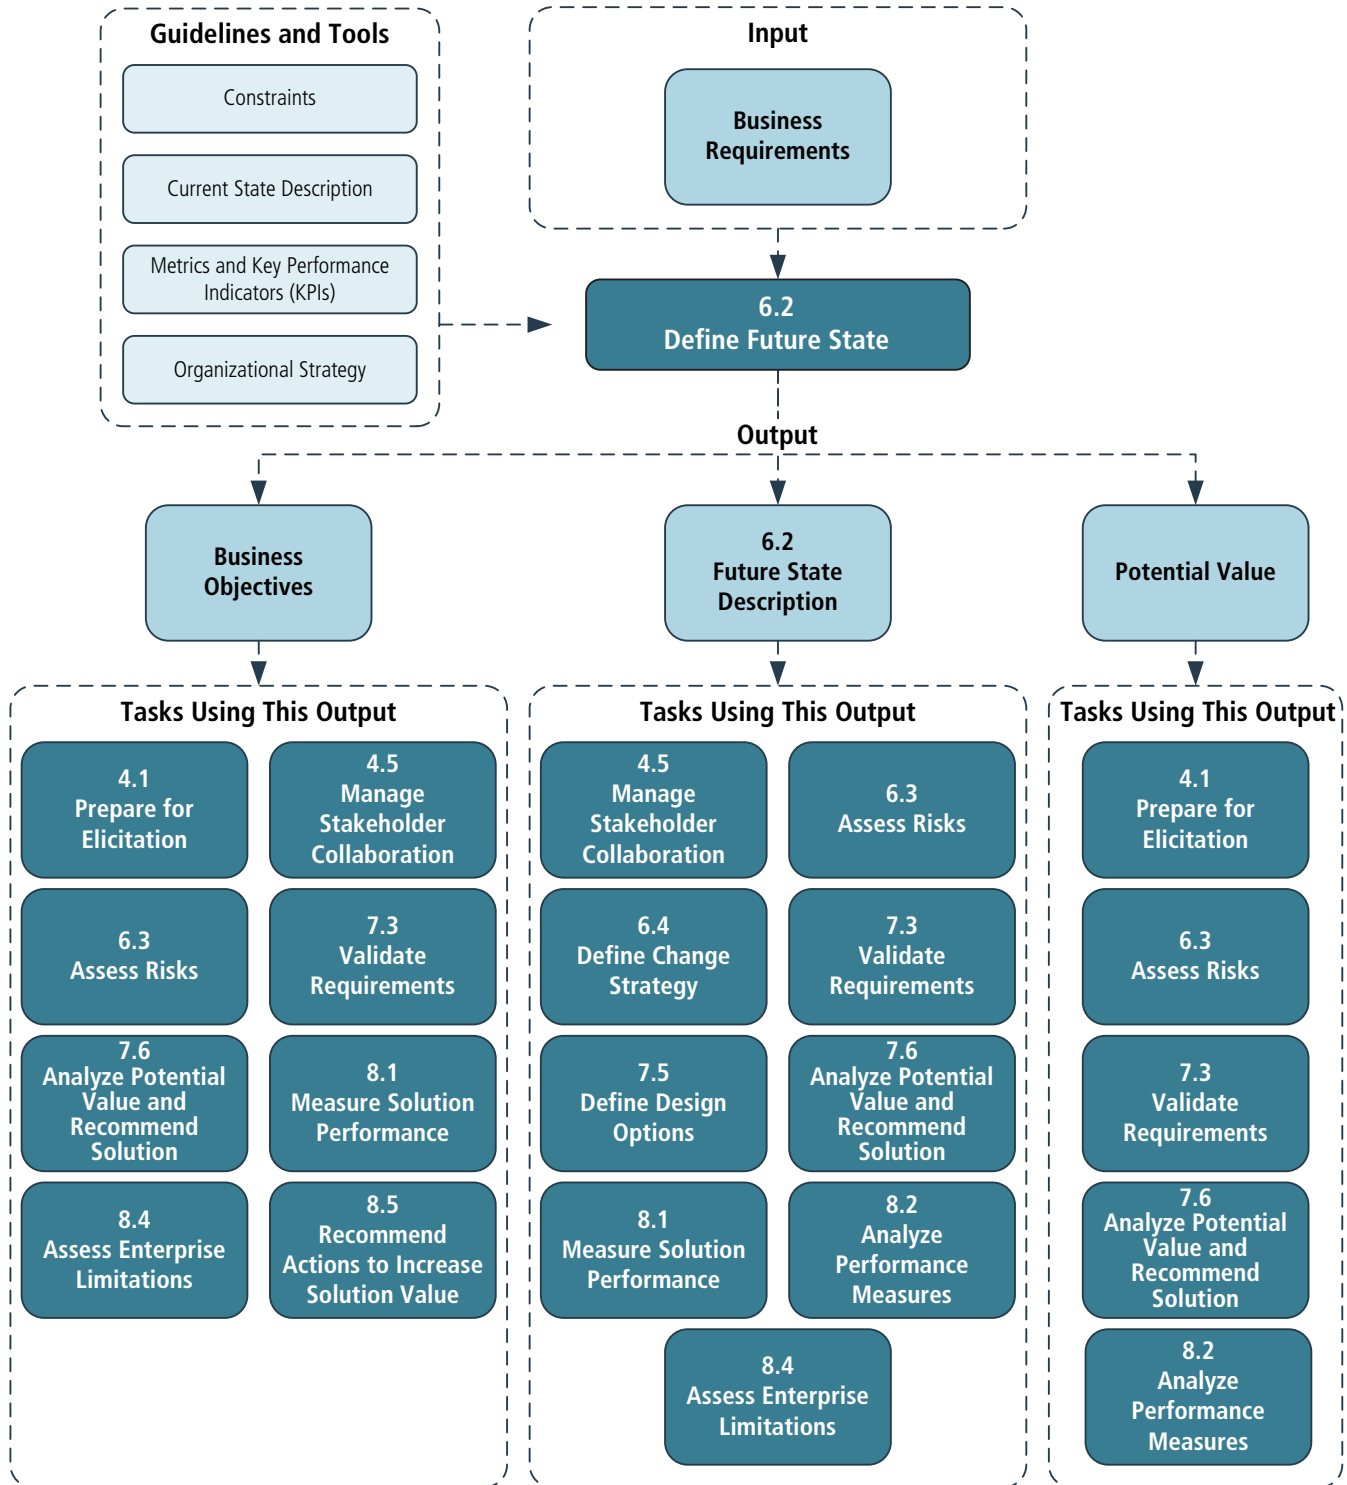 Guidelines and Tools
Constraints
Current State Description
Metrics and Key Performance
Indicators (KPIs)
Organizational Strategy
Input
Business
Requirements
6.2
Define Future State
Output
Business
Objectives
6.2
Future State
Description
Potential Value
Tasks Using This Output
4.1
Prepare for
Elicitation
4.5
Manage
Stakeholder
Collaboration
6.3
Assess Risks
7.3
Validate
Requirements
7.6
Analyze Potential
Value and
Recommend
Solution
8.1
Measure Solution
Performance
8.4
Assess Enterprise
Limitations
8.5
Recommend
Actions to Increase
Solution Value
Tasks Using This Output
4.5
Manage
Stakeholder
Collaboration
6.3
Assess Risks
6.4
Define Change
Strategy
7.3
Validate
Requirements
7.5
Define Design
Options
7.6
Analyze Potential
Value and
Recommend
Solution
8.1
Measure Solution
Performance
8.2
Analyze
Performance
Measures
8.4
Assess Enterprise
Limitations
Tasks Using This Output
4.1
Prepare for
Elicitation
6.3
Assess Risks
7.3
Validate
Requirements
7.6
Analyze Potential
Value and
Recommend
Solution
8.2
Analyze
Performance
Measures